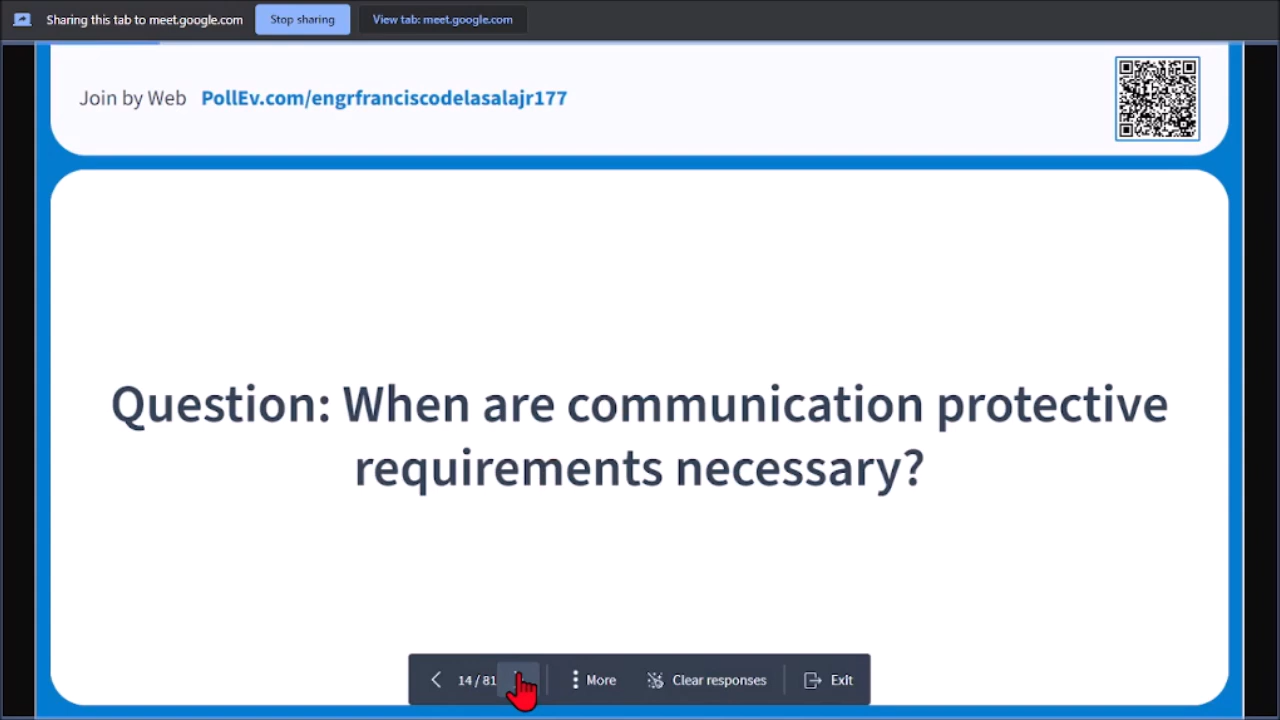 Sharing this tab to meet.google.com Stop sharing View tab: meet.google.com
Join by Web PollEv.com/engrfranciscodelasalajr177
Question: When are communication protective
requirements necessary?
14 / 81 More Clear responses Exit